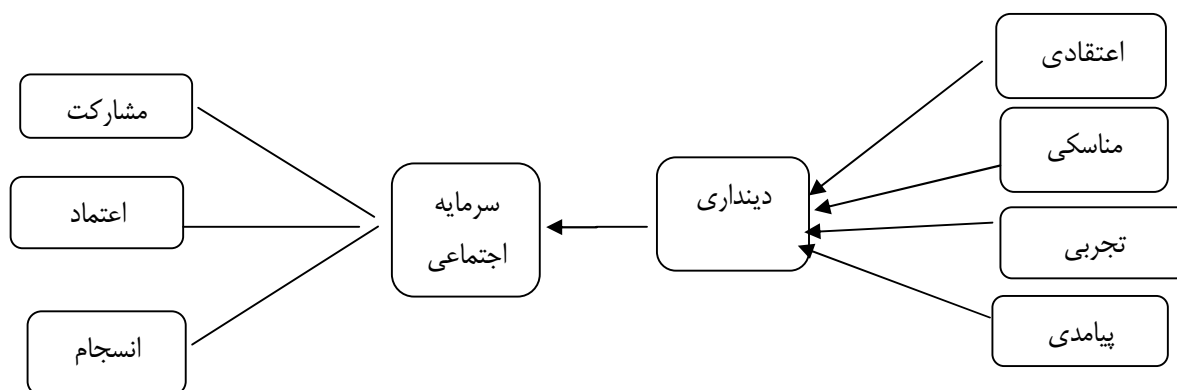 اعتقادی
مناسکی
تجربی
پیامدی
دینداری
سرمایه
اجتماعی
مشارکت
اعتماد
انسجام